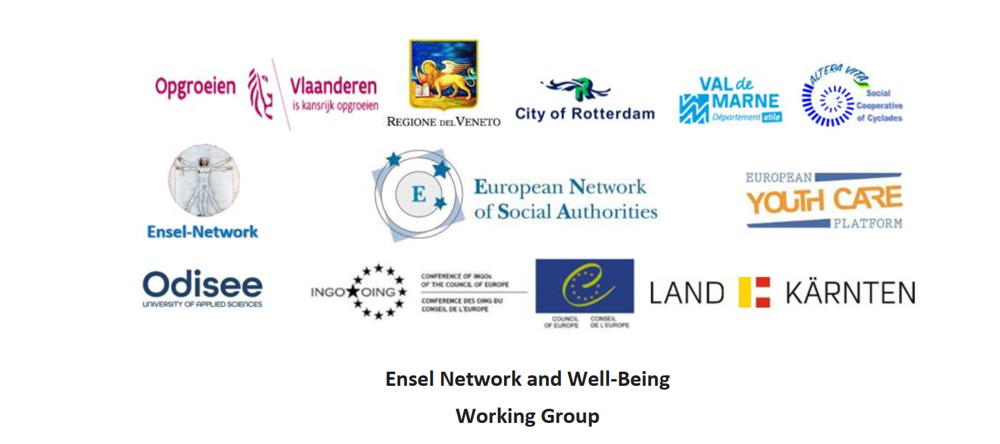 Opgroeien
Vlaanderen
is kansrijk opgroeien
REGIONE DEL VENETO
R
City of Rotterdam
VAL de
MARNE
Département utile
ALTERA VITA
Social
Cooperative
of Cyclades
Ensel-Network
E
European Network
of Social Authorities
EUROPEAN
YOUTH CARE
PLATFORM
Odisee
UNIVERSITY OF APPLIED SCIENCES
INGO★OING
CONFERENCE OF INGOs
OF THE COUNCIL OF EUROPE
CONFERENCE DES OING DU
CONSEIL DE L'EUROPE
COUNCIL
OF EUROPE
CONSEIL
DE L'EUROPE
LAND KÄRNTEN
Ensel Network and Well-Being
Working Group